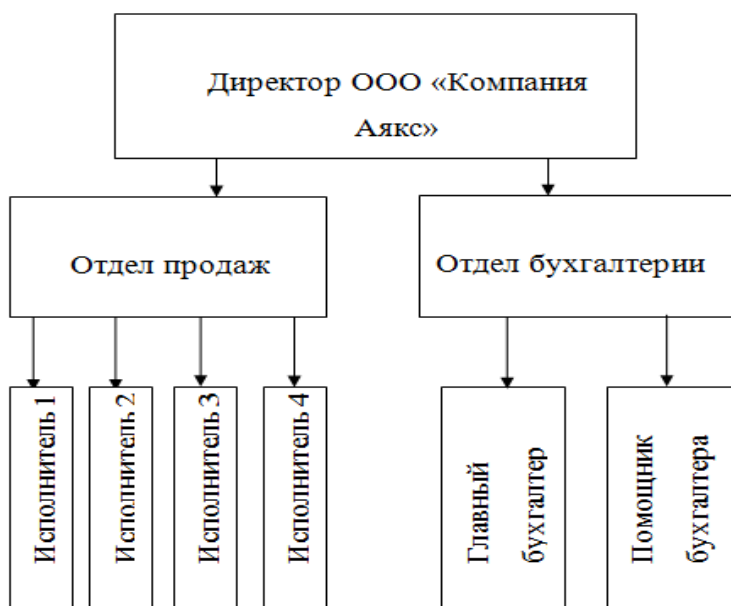 Директор ООО «Компания
Аякс»
Отдел продаж
Отдел бухгалтерии
Исполнитель 1
Исполнитель 2
Исполнитель 3
Исполнитель 4
Главный
бухгалтер
Помощник
бухгалтера